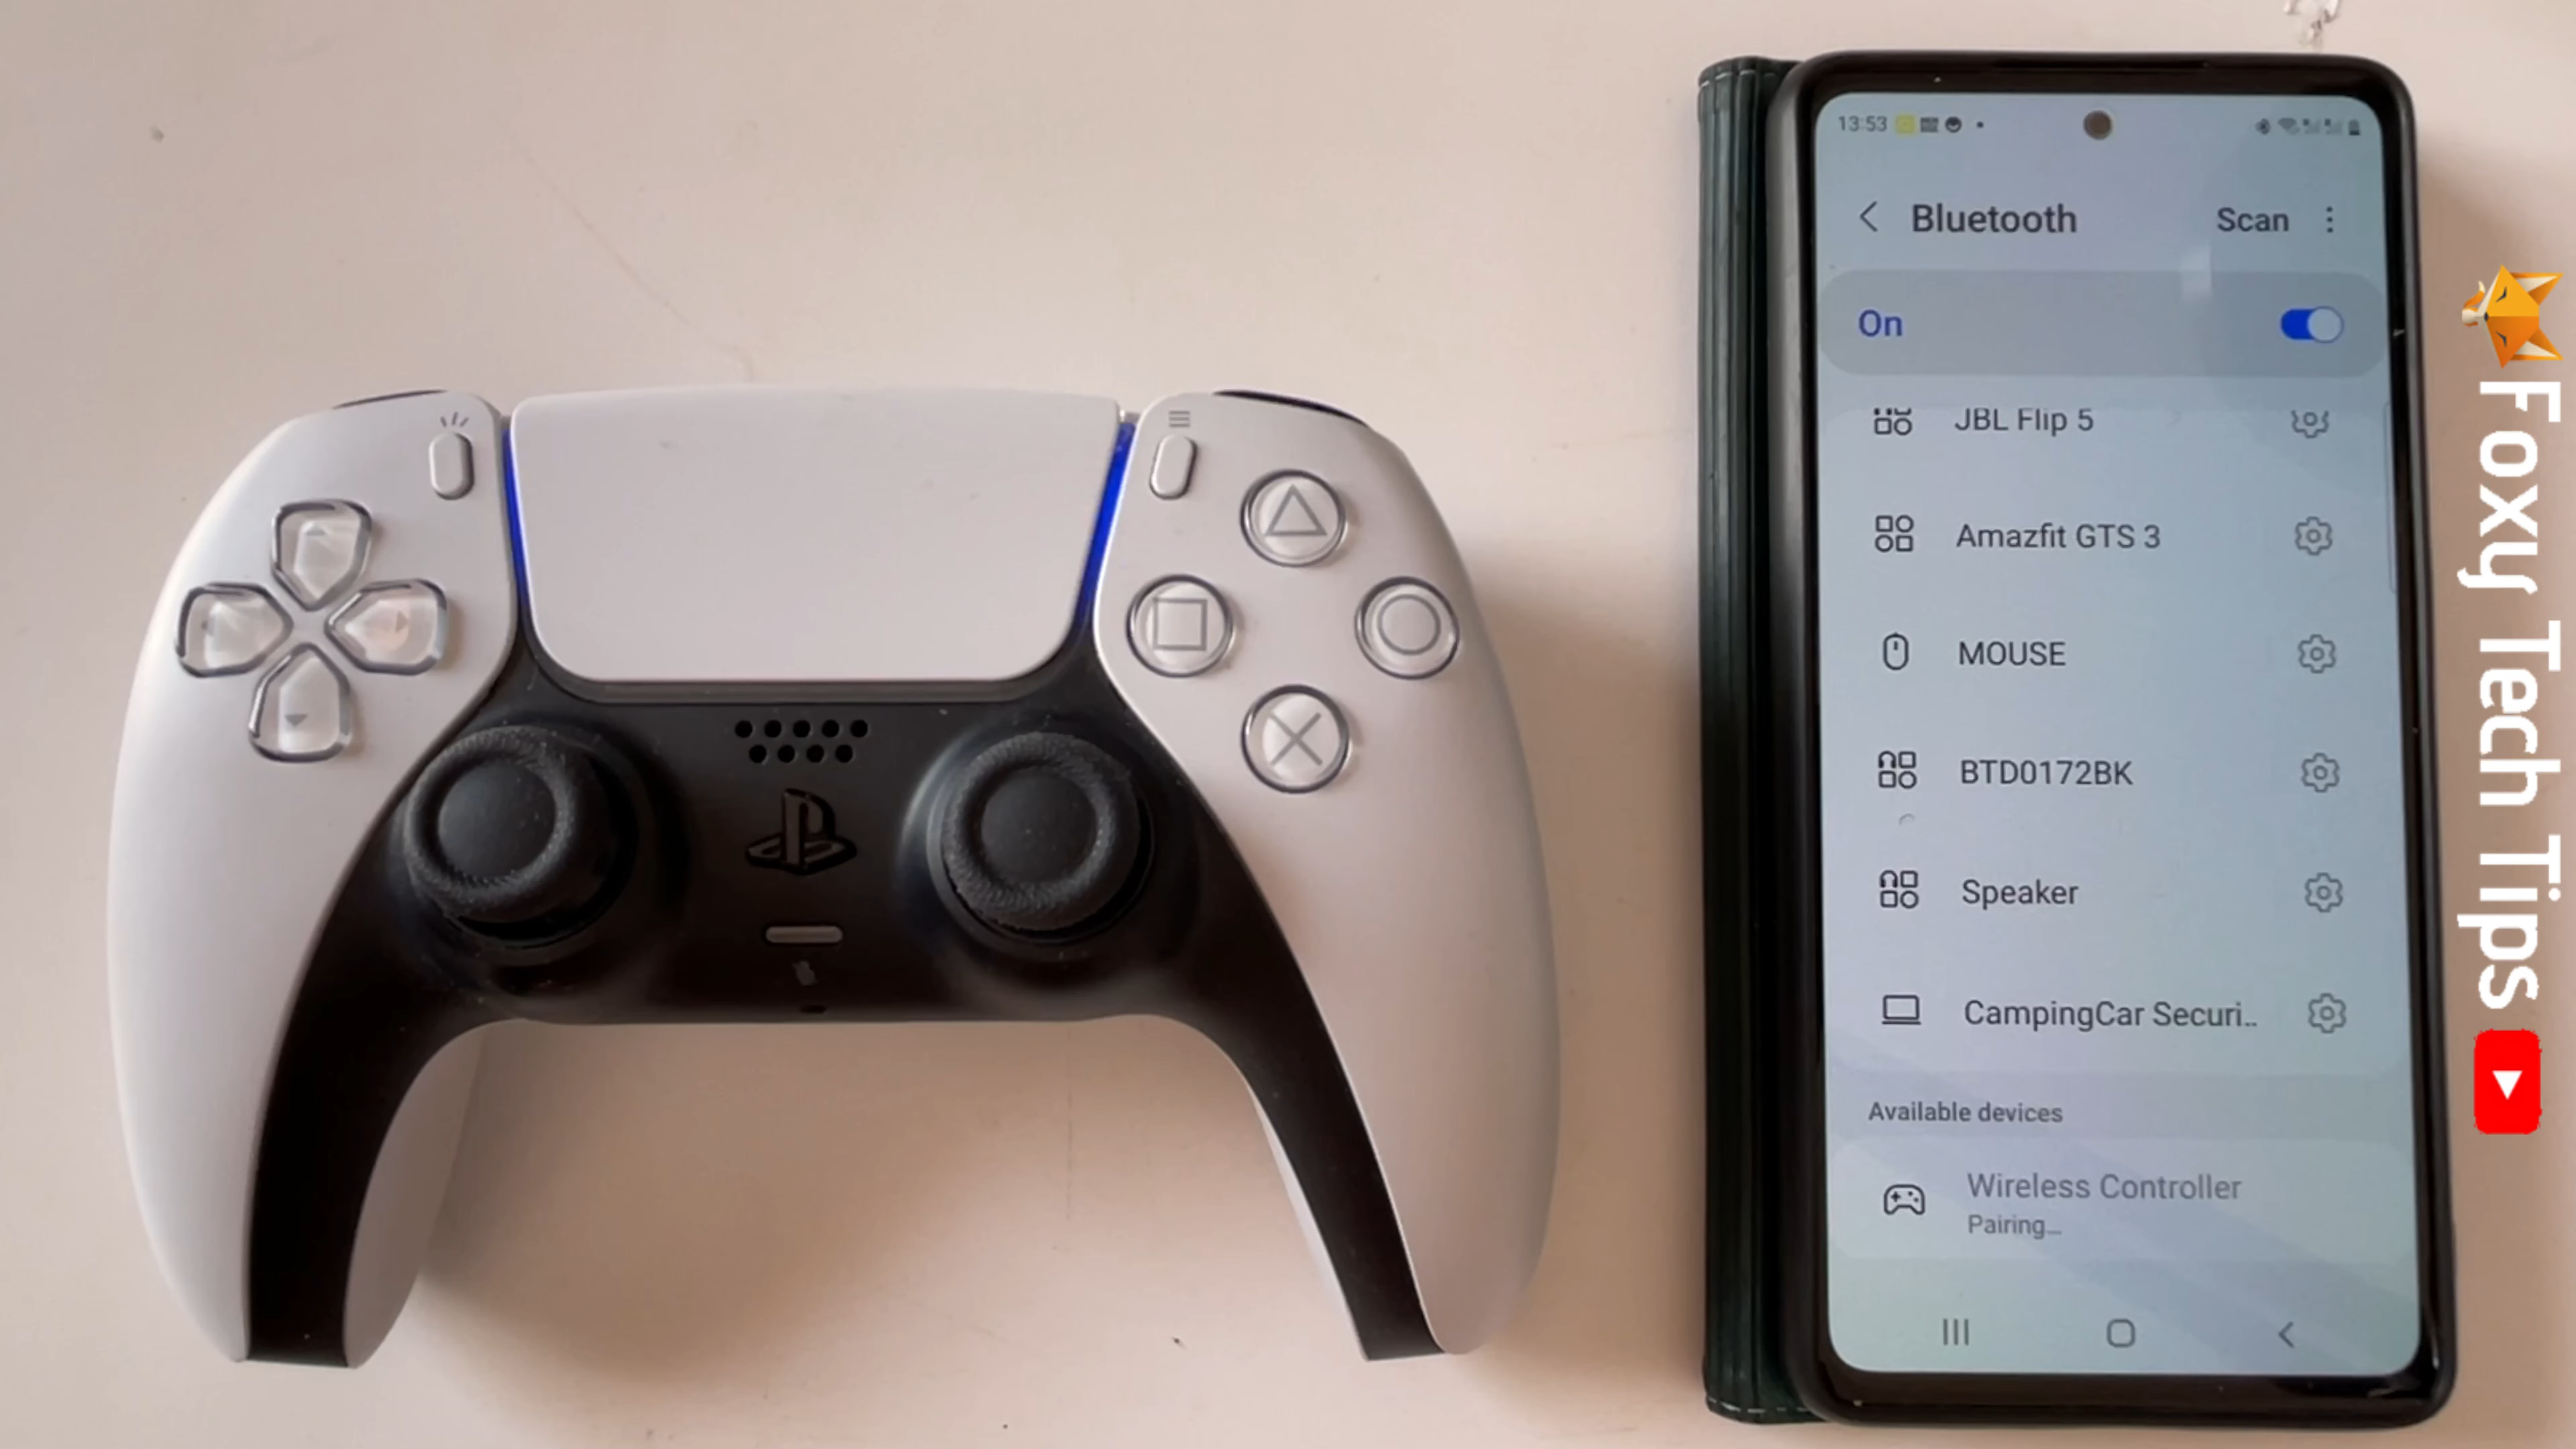 13:53
Bluetooth
Scan
On
JBL Flip 5
Amazfit GTS 3
MOUSE
BTD0172BK
Speaker
CampingCar Securi..
Available devices
Wireless Controller
Pairing...
Foxy Tech Tips